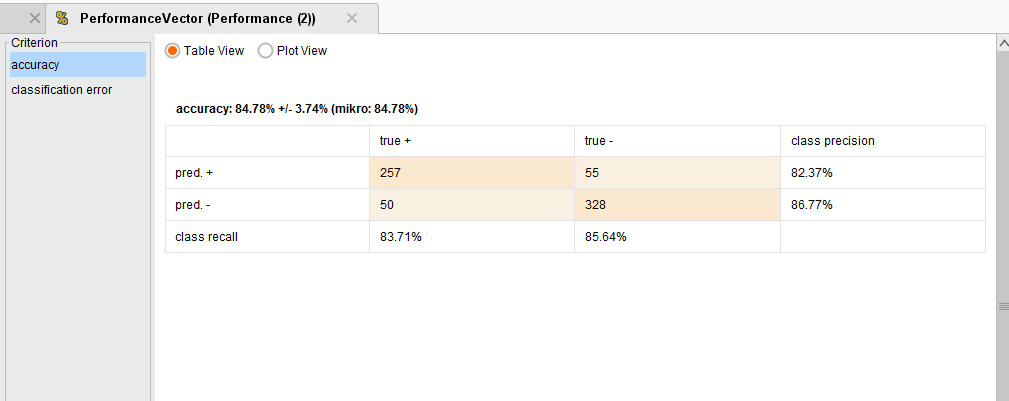 PerformanceVector (Performance (2))
Criterion
accuracy
classification error
Table View Plot View
accuracy: 84.78% +/- 3.74% (mikro: 84.78%)
true + true - class precision
pred. + 257 55 82.37%
pred. - 50 328 86.77%
class recall 83.71% 85.64%